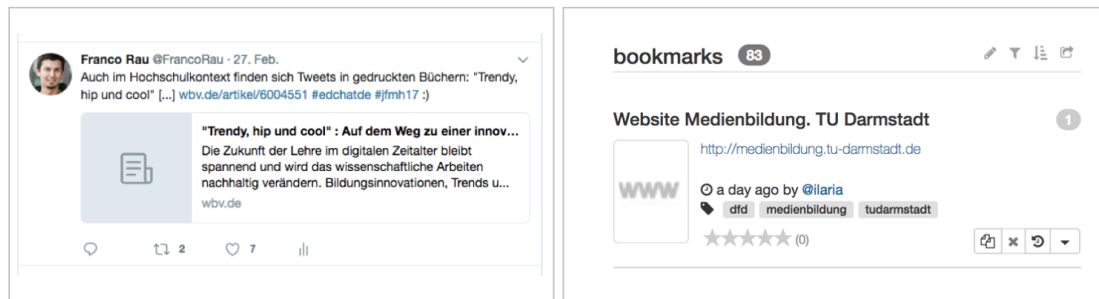 Franco Rau @FrancoRau · 27. Feb.
Auch im Hochschulkontext finden sich Tweets in gedruckten Büchern: "Trendy,
hip und cool" [...] wbv.de/artikel/6004551 #edchatde #jfmh17 :)
"Trendy, hip und cool" : Auf dem Weg zu einer innov...
Die Zukunft der Lehre im digitalen Zeitalter bleibt
spannend und wird das wissenschaftliche Arbeiten
nachhaltig verändern. Bildungsinnovationen, Trends u...
wbv.de
2 7
bookmarks 83
Website Medienbildung. TU Darmstadt 1
http://medienbildung.tu-darmstadt.de
WWW
a day ago by @ilaria
dfd medienbildung tudarmstadt
(0)